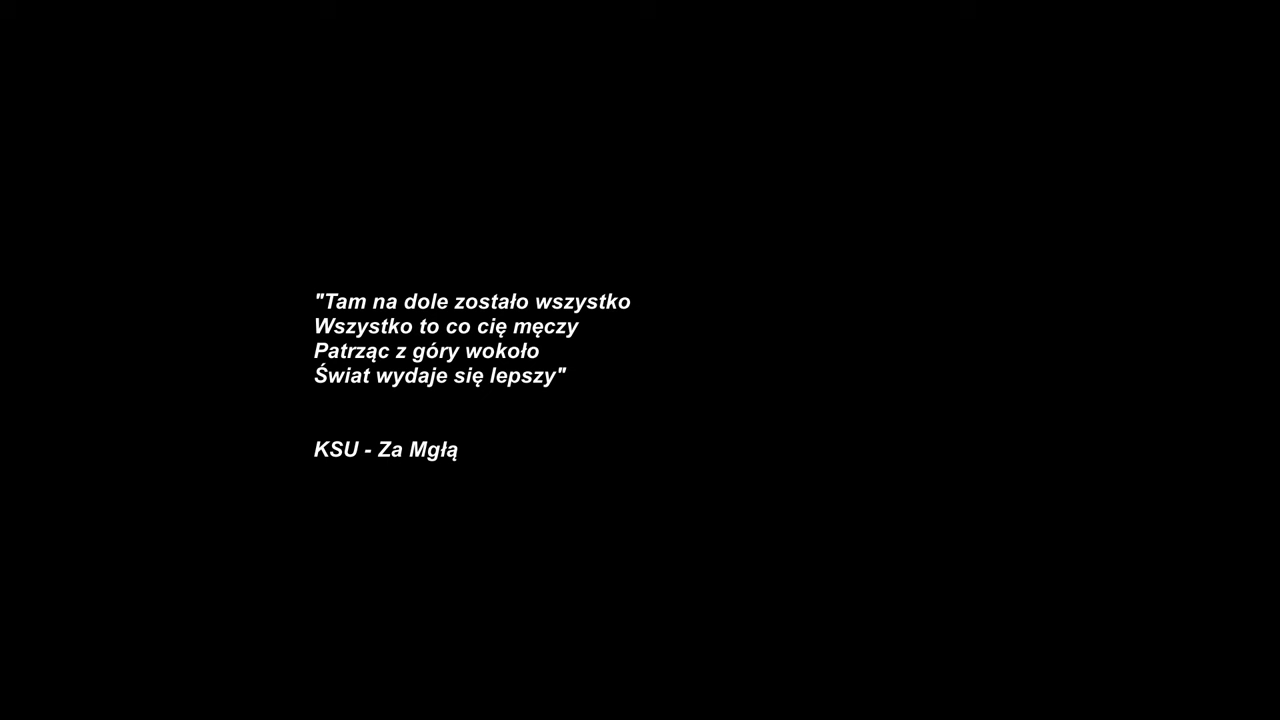 "Tam na dole zostało wszystko
Wszystko to co cię męczy
Patrząc z góry wokoło
Świat wydaje się lepszy"
KSU - Za Mgłą